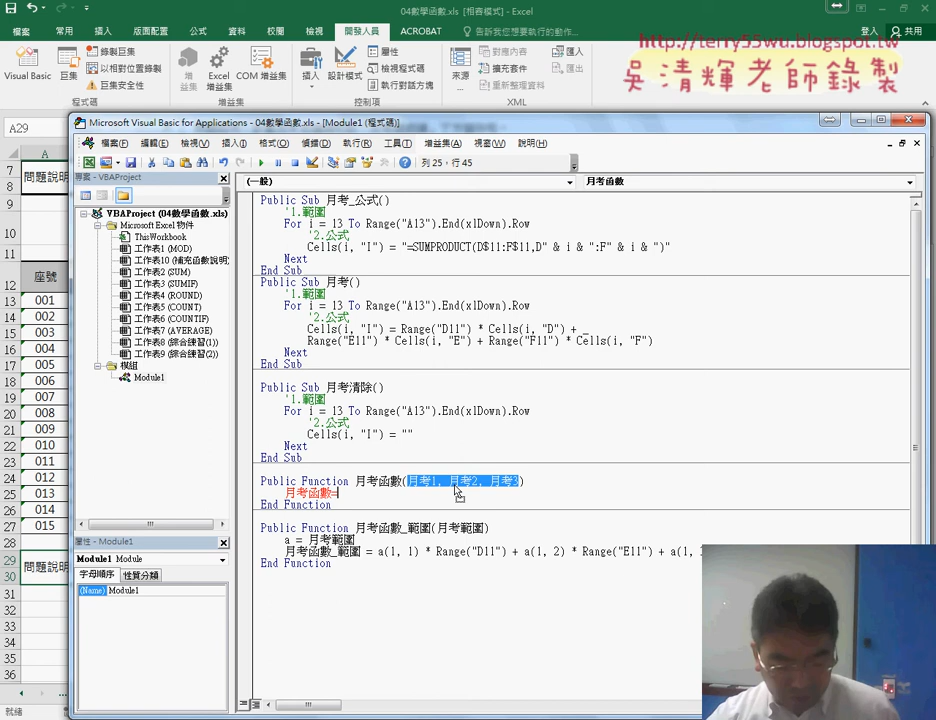 04數學函數.xls [相容模式] - Excel
檔案 常用 插入 版面配置 公式 資料 校閱 檢視 開發人員 ACROBAT 告訴我您想要執行的動作... 登入 共用
http://terry55wu.blogspot.tw
吳清輝老師錄製
Visual Basic 巨集 錄製巨集 以相對位置錄製 巨集安全性 程式碼
增益集 Excel 增益集 COM 增益集 增益集
插入 設計模式 屬性 檢視程式碼 執行對話方塊 控制項
來源 對應內容 擴充套件 重新整理資料 匯入 匯出 XML
A29
Microsoft Visual Basic for Applications - 04數學函數.xls - [Module1 (程式碼)]
檔案(F) 編輯(E) 檢視(V) 插入(I) 格式(O) 偵錯(D) 執行(R) 工具(T) 增益集(A) 視窗(W) 說明(H)
列 25，行 45
專案 - VBAProject
VBAProject (04數學函數.xls)
Microsoft Excel 物件
ThisWorkbook
工作表1 (MOD)
工作表10 (補充函數說明)
工作表2 (SUM)
工作表3 (SUMIF)
工作表4 (ROUND)
工作表5 (COUNT)
工作表6 (COUNTIF)
工作表7 (AVERAGE)
工作表8 (綜合練習(1))
工作表9 (綜合練習(2))
模組
Module1
屬性 - Module1
Module1 Module
字母順序 性質分類
(Name) Module1
(一般) 月考函數
Public Sub 月考_公式()
'1.範圍
For i = 13 To Range("A13").End(xlDown).Row
'2.公式
Cells(i, "I") = "=SUMPRODUCT(D$11:F$11,D" & i & ":F" & i & ")"
Next
End Sub
Public Sub 月考()
'1.範圍
For i = 13 To Range("A13").End(xlDown).Row
'2.公式
Cells(i, "I") = Range("D11") * Cells(i, "D") + _
Range("E11") * Cells(i, "E") + Range("F11") * Cells(i, "F")
Next
End Sub
Public Sub 月考清除()
'1.範圍
For i = 13 To Range("A13").End(xlDown).Row
'2.公式
Cells(i, "I") = ""
Next
End Sub
Public Function 月考函數(月考1, 月考2, 月考3)
月考函數=
End Function
Public Function 月考函數_範圍(月考範圍)
a = 月考範圍
月考函數_範圍 = a(1, 1) * Range("D11") + a(1, 2) * Range("E11") + a(1,
End Function
A
7
8
9
10
11
12
13
14
15
16
17
18
19
20
21
22
23
24
25
26
27
28
29
30
31
32
33
34
35
36
問題說明
座號
001
002
003
004
005
006
007
008
009
010
011
012
013
014
015
問題說明
就緒